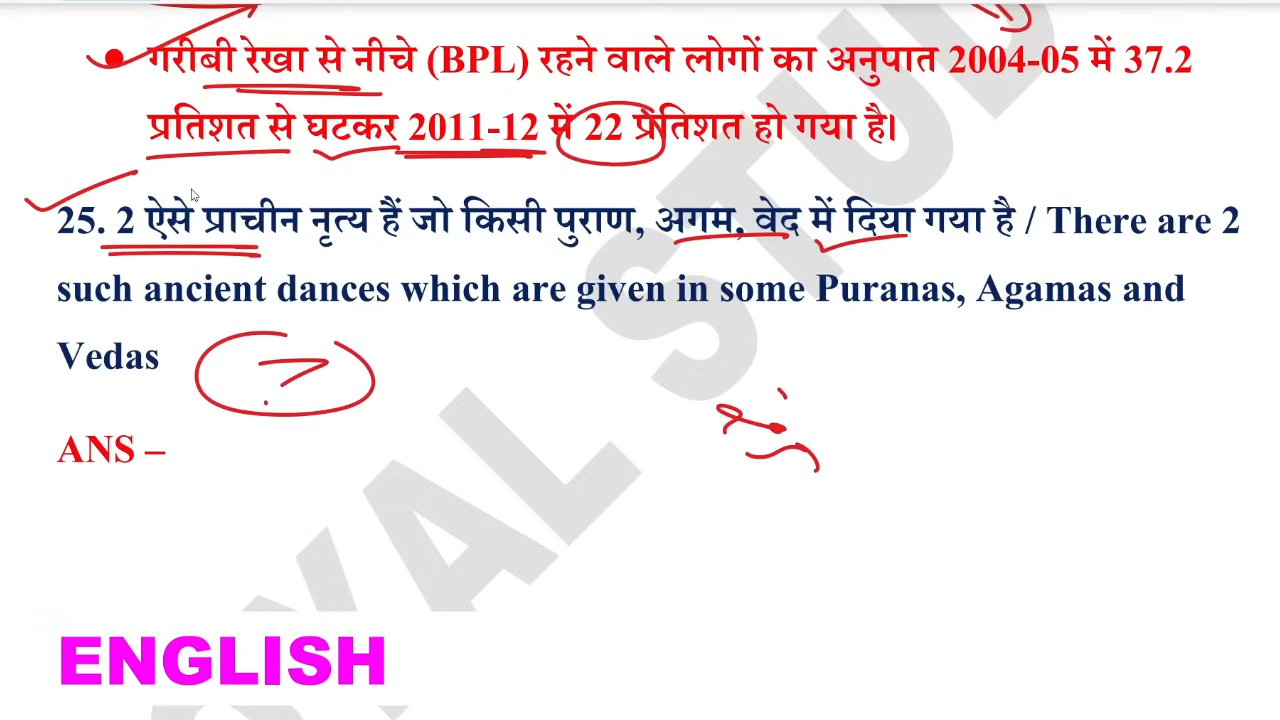 गरीबी रेखा से नीचे (BPL) रहने वाले लोगों का अनुपात 2004-05 में 37.2
प्रतिशत से घटकर 2011-12 में 22 प्रतिशत हो गया है।
25. 2 ऐसे प्राचीन नृत्य हैं जो किसी पुराण, अगम, वेद में दिया गया है / There are 2
such ancient dances which are given in some Puranas, Agamas and
Vedas
?
ANS –
ENGLISH